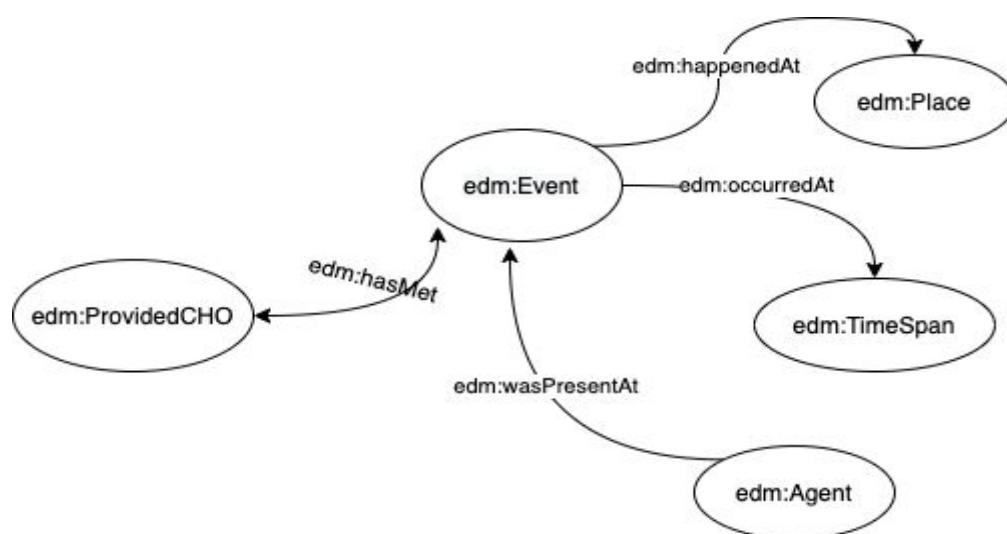 edm:happenedAt
edm:Place
edm:Event
edm:occurredAt
edm:hasMet
edm:ProvidedCHO
edm:TimeSpan
edm:wasPresentAt
edm:Agent